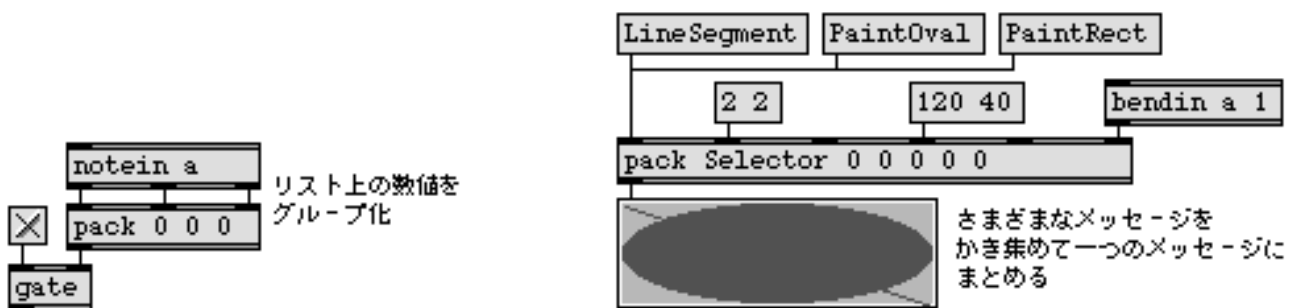 LineSegment
PaintOval
PaintRect
2 2
120 40
bendin a 1
pack Selector 0 0 0 0 0
notein a
pack 0 0 0
リスト上の数値を
グループ化
gate
さまざまなメッセージを
かき集めて一つのメッセージに
まとめる